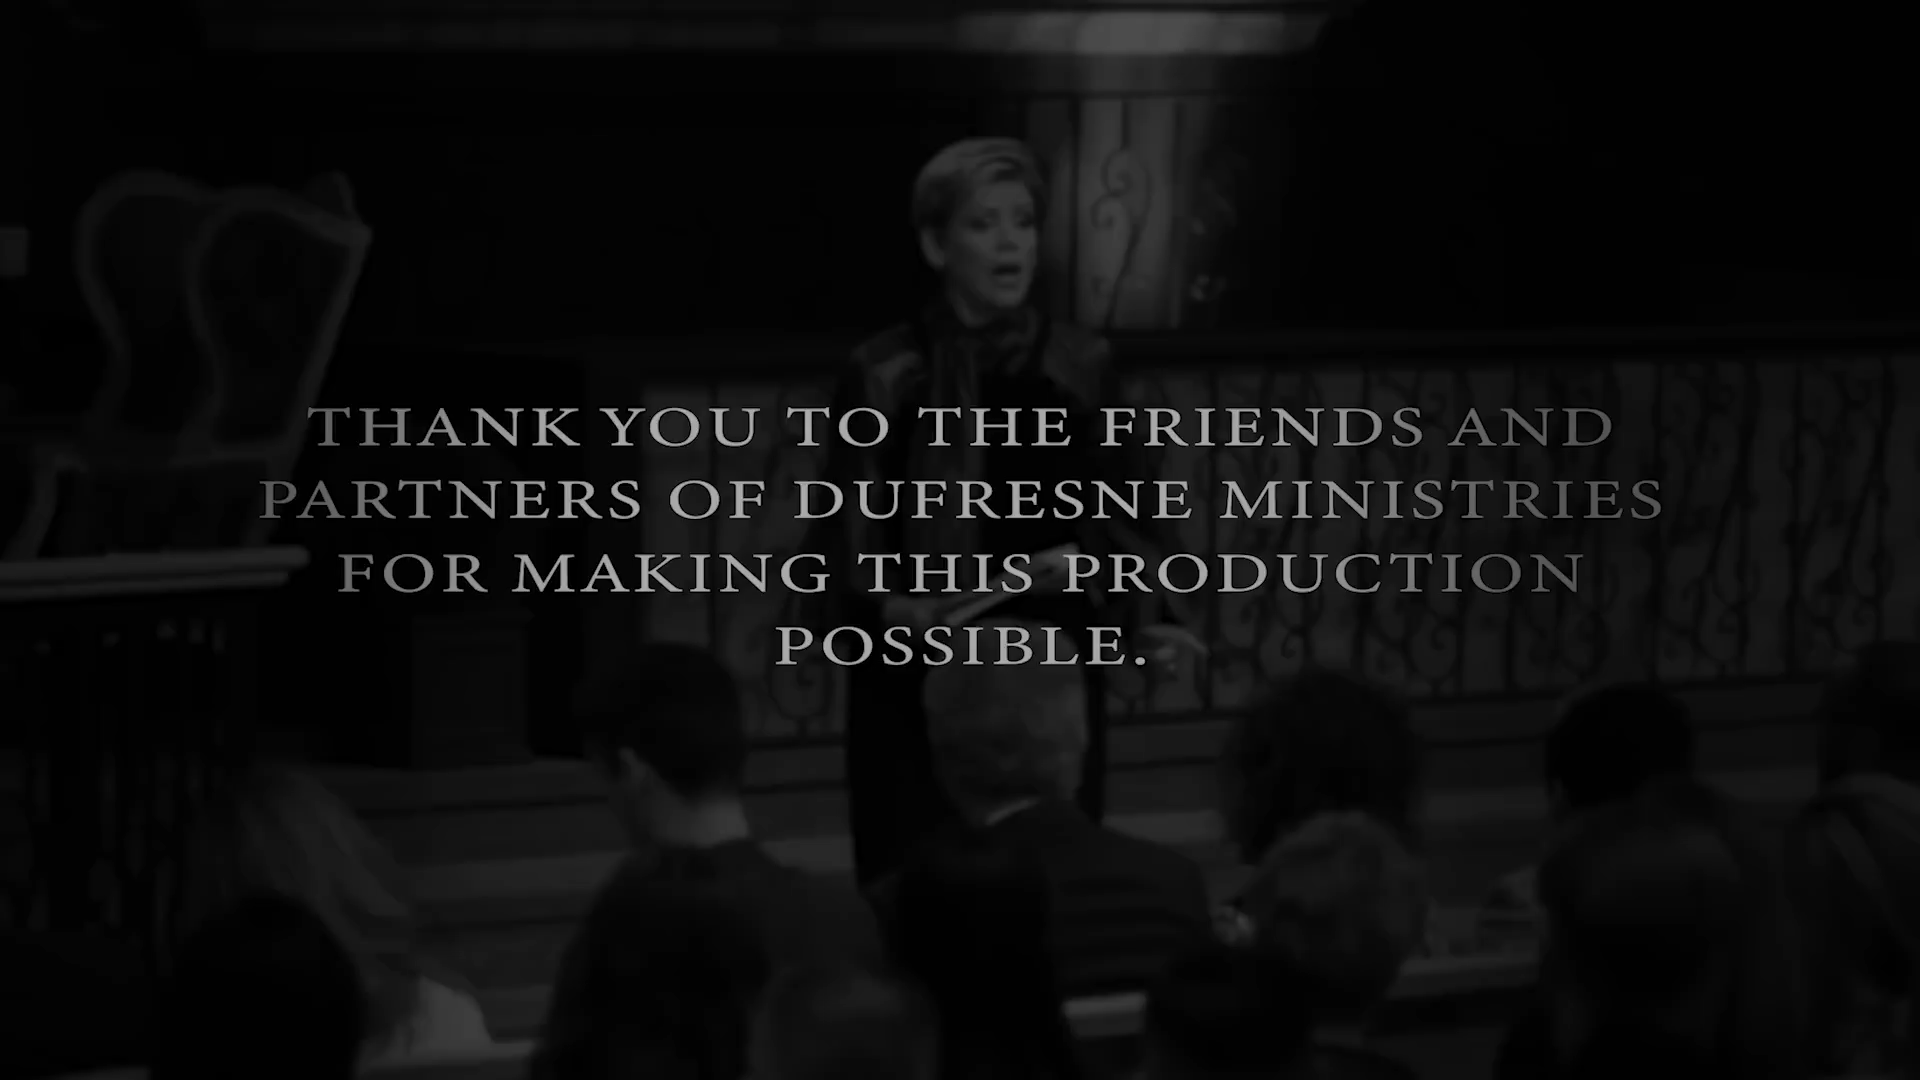 THANK YOU TO THE FRIENDS AND
PARTNERS OF DUFRESNE MINISTRIES
FOR MAKING THIS PRODUCTION
POSSIBLE.